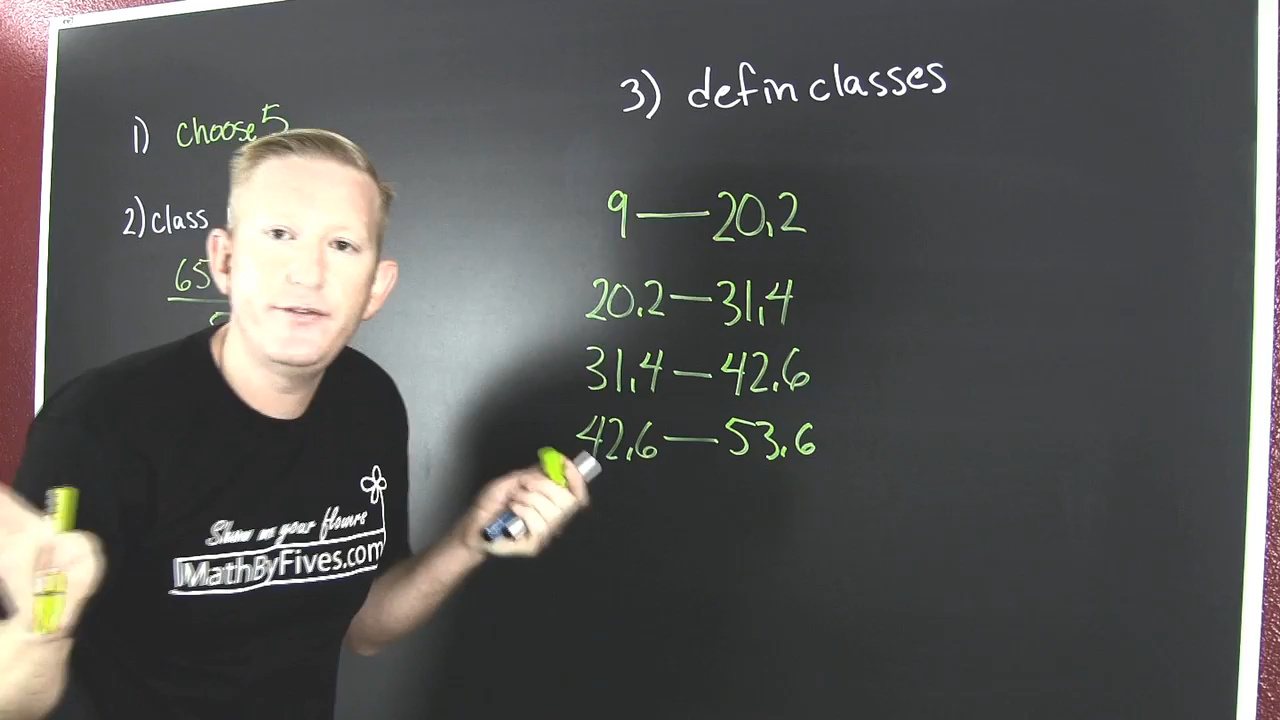 3) defin classes
1) choose 5
2) class
65
9 — 20.2
20.2 — 31.4
31.4 — 42.6
42.6 — 53.6
Show me your flowers
MathByFives.com